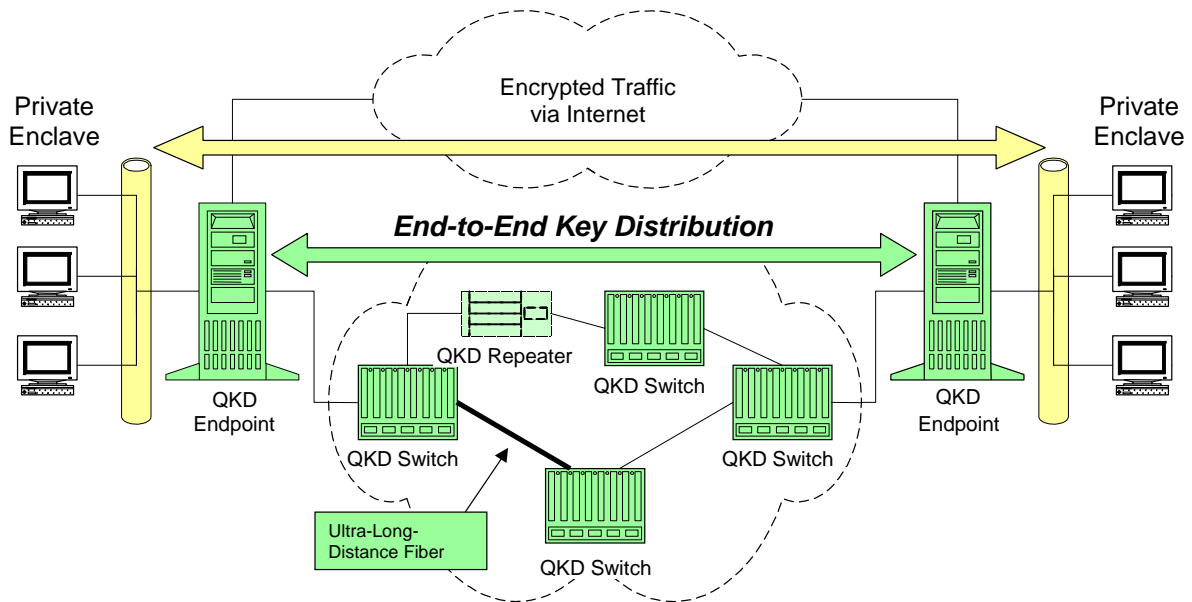 Encrypted Traffic
via Internet
Private
Enclave
Private
Enclave
End-to-End Key Distribution
QKD Repeater
QKD Switch
QKD
Endpoint
QKD
Endpoint
QKD Switch
QKD Switch
Ultra-Long-
Distance Fiber
QKD Switch